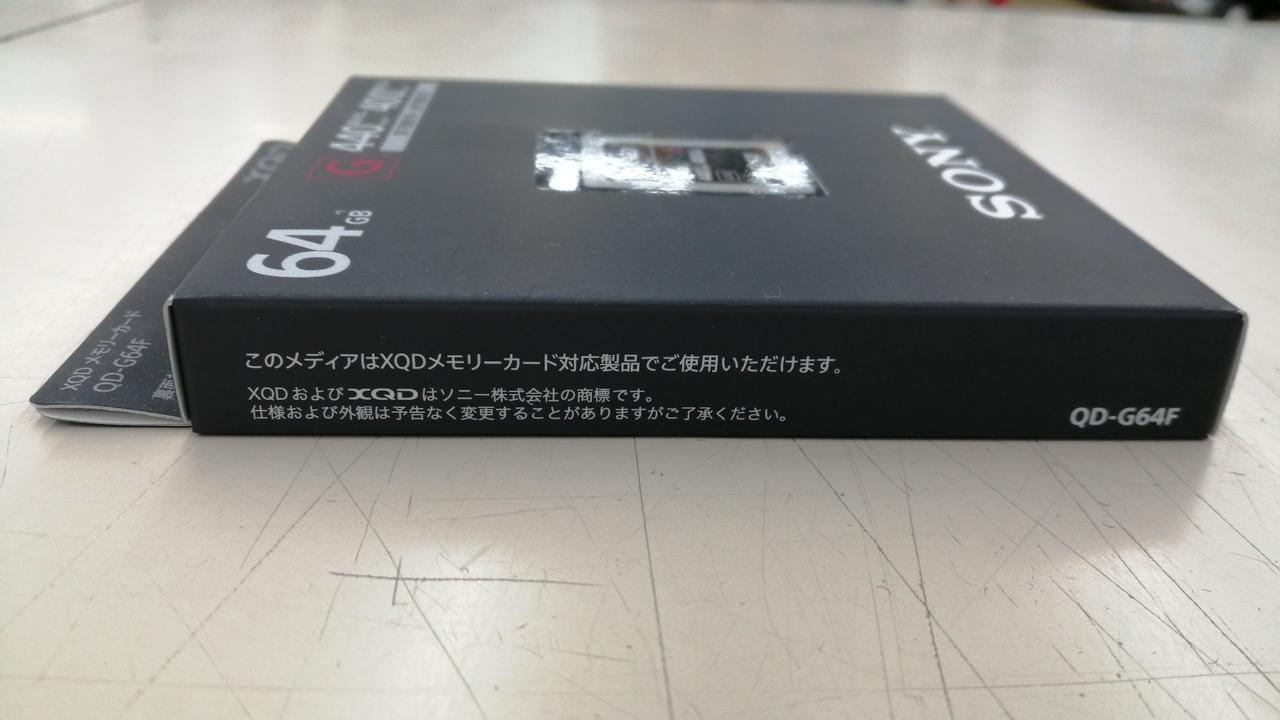 SONY
440 400
G
64 GB
XQD
XQD メモリーカード
QD-G64F
このメディアはXQDメモリーカード対応製品でご使用いただけます。
XQD および XQD はソニー株式会社の商標です。
仕様および外観は予告なく変更することがありますがご了承ください。
QD-G64F